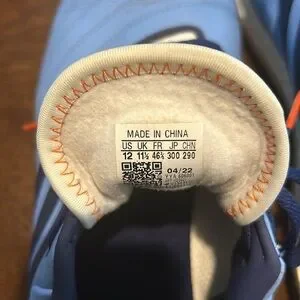 MADE IN CHINA
US UK FR JP CHN
12 11½ 46⅔ 300 290
04/22